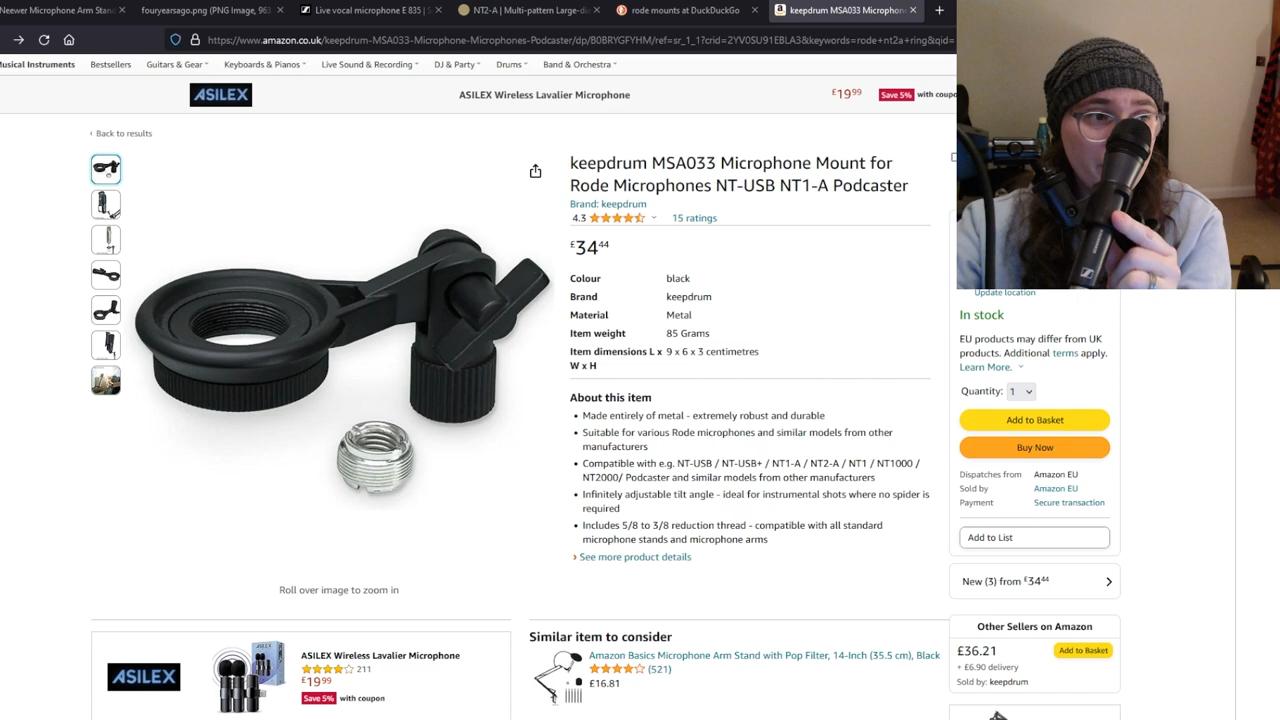 Neewer Microphone Arm Stand
fouryearsago.png (PNG Image, 963
Live vocal microphone E 835 | S
NT2-A | Multi-pattern Large-di
rode mounts at DuckDuckGo
keepdrum MSA033 Microphon
https://www.amazon.co.uk/keepdrum-MSA033-Microphone-Microphones-Podcaster/dp/B0BRYGFYHM/ref=sr_1_1?crid=2YV0SU91EBLA3&keywords=rode+nt2a+ring&qid=
Musical Instruments
Bestsellers
Guitars & Gear
Keyboards & Pianos
Live Sound & Recording
DJ & Party
Drums
Band & Orchestra
ASILEX
ASILEX Wireless Lavalier Microphone
£19.99
Save 5% with coupo
‹ Back to results
keepdrum MSA033 Microphone Mount for
Rode Microphones NT-USB NT1-A Podcaster
Brand: keepdrum
4.3
15 ratings
£34.44
Colour black
Brand keepdrum
Material Metal
Item weight 85 Grams
Item dimensions L x 9 x 6 x 3 centimetres
W x H
About this item
• Made entirely of metal - extremely robust and durable
• Suitable for various Rode microphones and similar models from other
manufacturers
• Compatible with e.g. NT-USB / NT-USB+ / NT1-A / NT2-A / NT1 / NT1000 /
NT2000/ Podcaster and similar models from other manufacturers
• Infinitely adjustable tilt angle - ideal for instrumental shots where no spider is
required
• Includes 5/8 to 3/8 reduction thread - compatible with all standard
microphone stands and microphone arms
› See more product details
Roll over image to zoom in
Update location
In stock
EU products may differ from UK
products. Additional terms apply.
Learn More.
Quantity: 1
Add to Basket
Buy Now
Dispatches from Amazon EU
Sold by Amazon EU
Payment Secure transaction
Add to List
New (3) from £34.44
Other Sellers on Amazon
£36.21
Add to Basket
+ £6.90 delivery
Sold by: keepdrum
ASILEX
ASILEX Wireless Lavalier Microphone
211
£19.99
Save 5% with coupon
Similar item to consider
Amazon Basics Microphone Arm Stand with Pop Filter, 14-Inch (35.5 cm), Black
(521)
£16.81